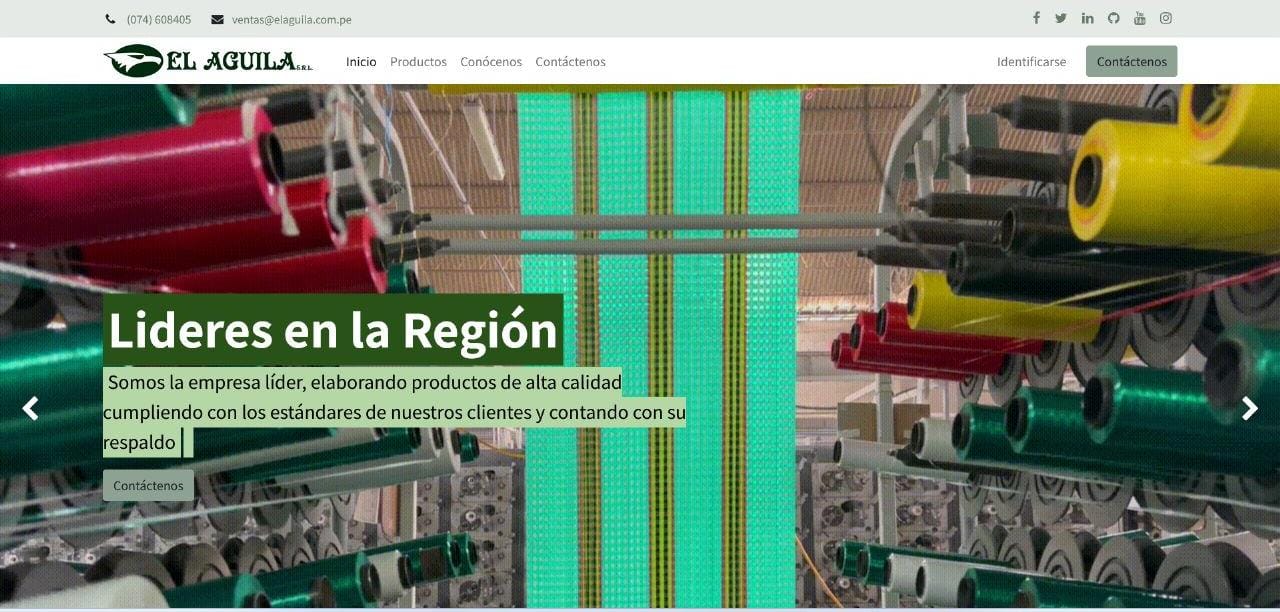 (074) 608405 ventas@elaguila.com.pe
EL AGUILA S.R.L. Inicio Productos Conócenos Contáctenos Identificarse Contáctenos
Lideres en la Región
Somos la empresa líder, elaborando productos de alta calidad
cumpliendo con los estándares de nuestros clientes y contando con su
respaldo
Contáctenos